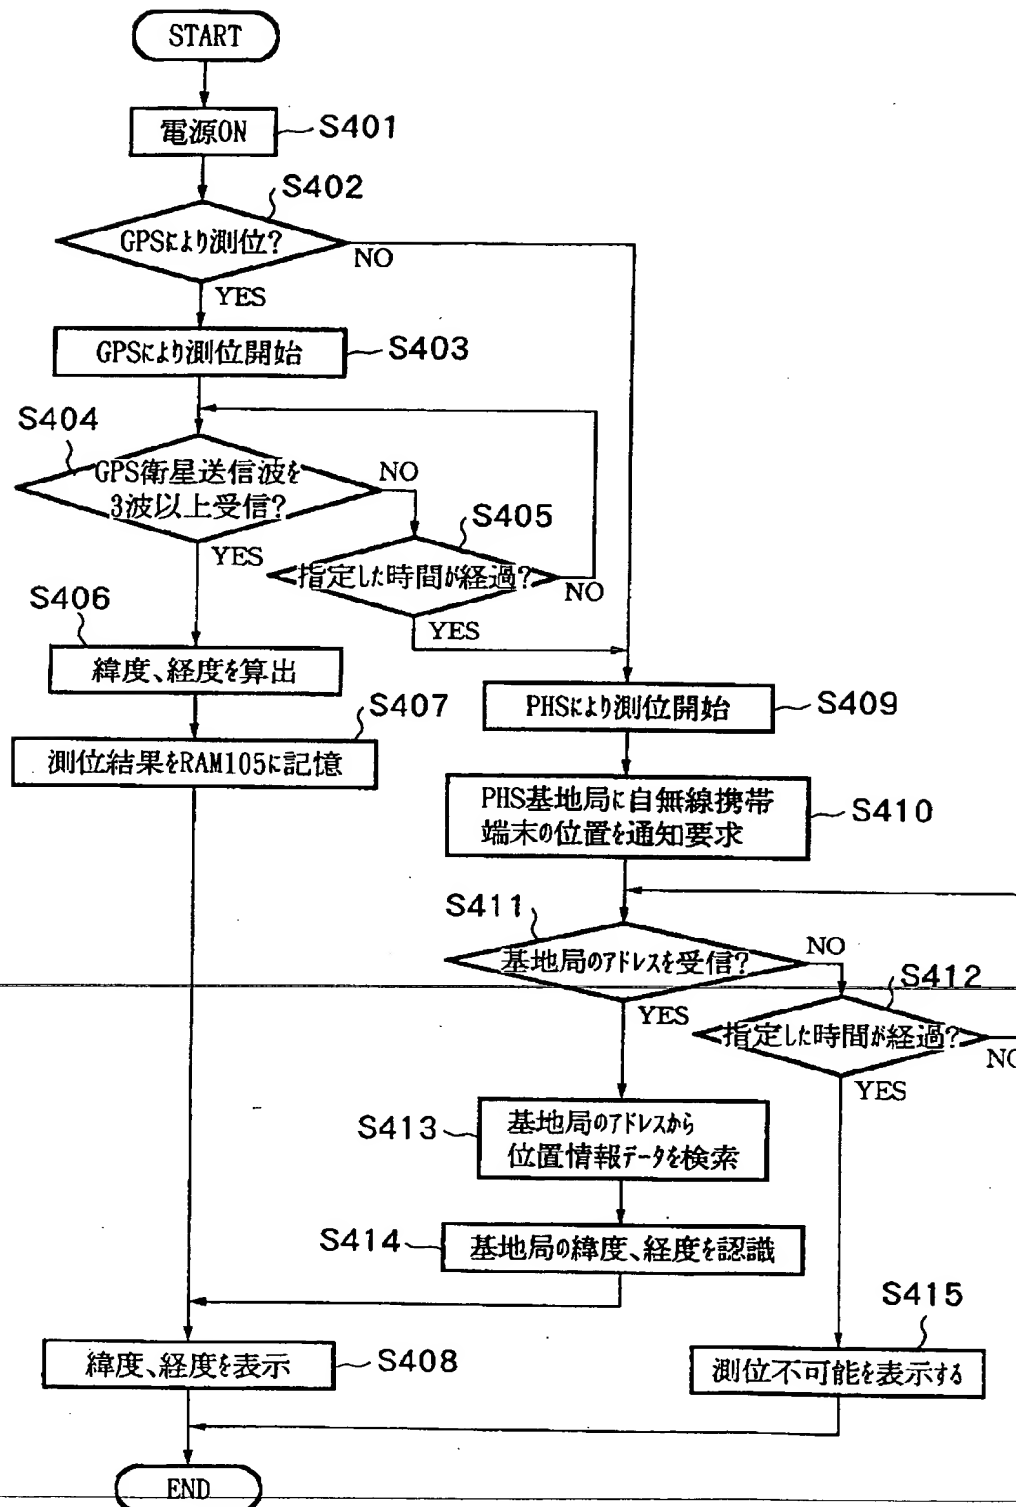 START
電源ON
S401
S402
GPSにより測位?
NO
YES
GPSにより測位開始
S403
S404
GPS衛星送信波を
3波以上受信?
NO
YES
S405
指定した時間が経過?
NO
YES
S406
緯度、経度を算出
S407
測位結果をRAM105に記憶
PHSにより測位開始
S409
PHS基地局に自無線携帯
端末の位置を通知要求
S410
S411
基地局のアドレスを受信?
NO
YES
S412
指定した時間が経過?
NO
YES
S413
基地局のアドレスから
位置情報データを検索
S414
基地局の緯度、経度を認識
S415
緯度、経度を表示
S408
測位不可能を表示する
END